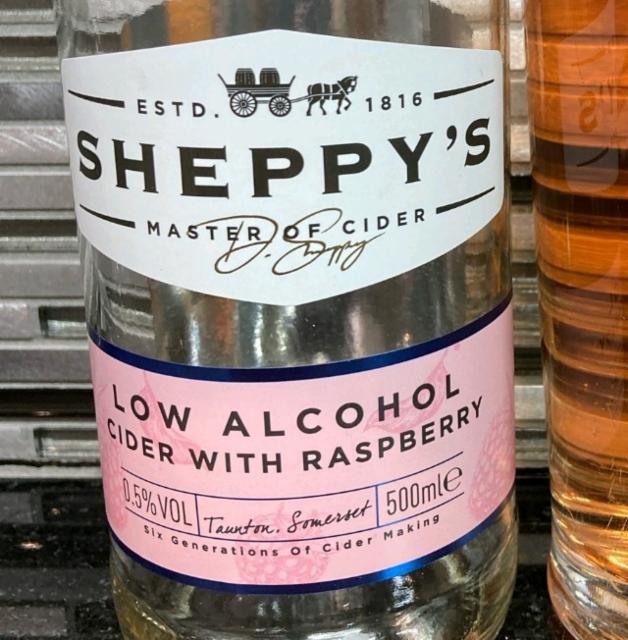 ESTD. 1816
SHEPPY'S
MASTER OF CIDER
D. Sheppy
LOW ALCOHOL
CIDER WITH RASPBERRY
0.5%VOL Taunton. Somerset 500ml℮
Six Generations Of Cider Making